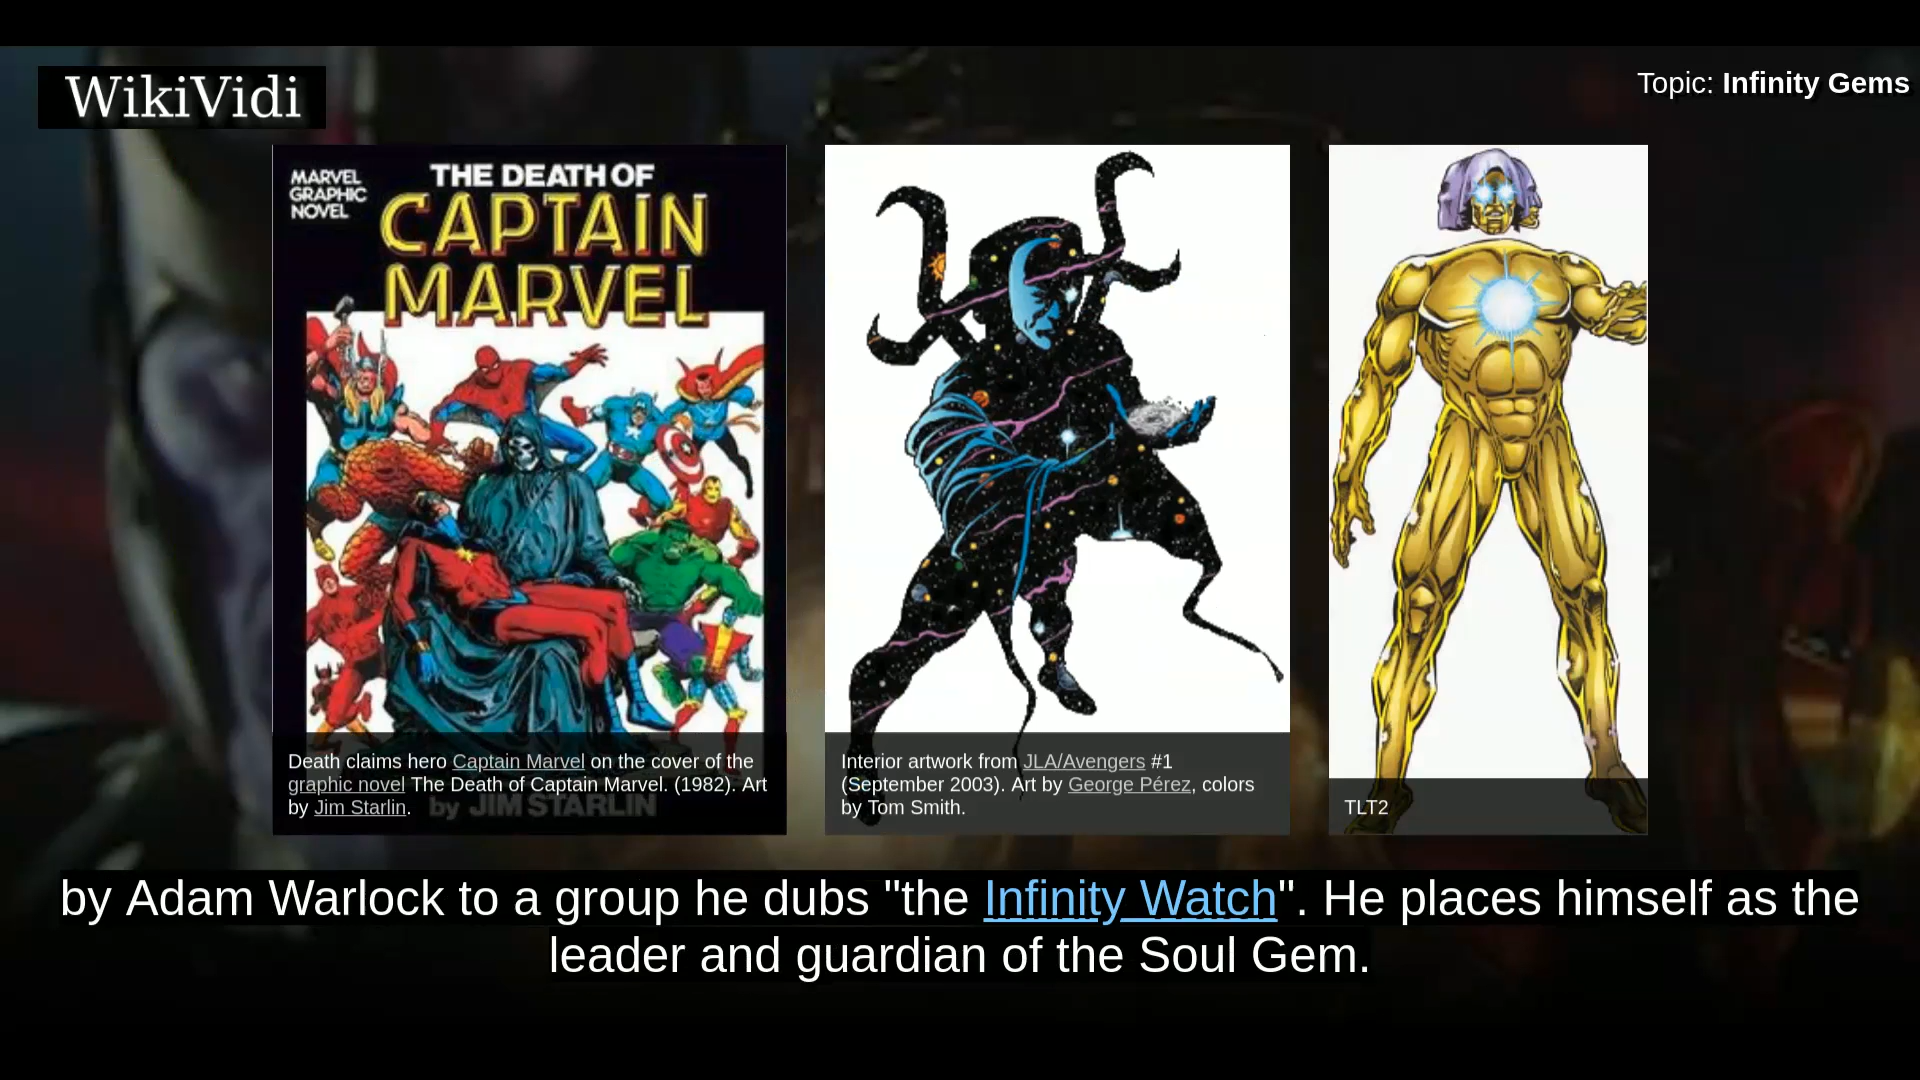 WikiVidi
Topic: Infinity Gems
MARVEL
GRAPHIC
NOVEL
THE DEATH OF
CAPTAIN
MARVEL
by JIM STARLIN
Death claims hero Captain Marvel on the cover of the
graphic novel The Death of Captain Marvel. (1982). Art
by Jim Starlin.
Interior artwork from JLA/Avengers #1
(September 2003). Art by George Pérez, colors
by Tom Smith.
TLT2
by Adam Warlock to a group he dubs "the Infinity Watch". He places himself as the
leader and guardian of the Soul Gem.